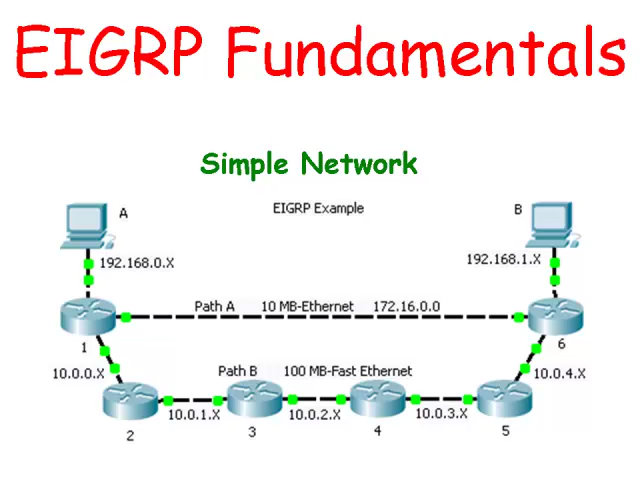 EIGRP Fundamentals
Simple Network
A EIGRP Example B
192.168.0.X 192.168.1.X
Path A 10 MB-Ethernet 172.16.0.0
1 6
Path B 100 MB-Fast Ethernet
10.0.0.X 10.0.4.X
10.0.1.X 10.0.2.X 10.0.3.X
2 3 4 5